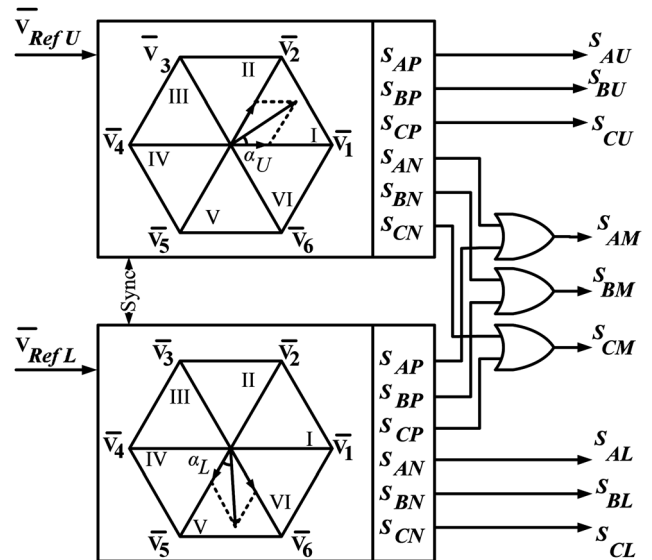 V̅ Ref U
V̅3
V̅2
II
III
I
V̅4
V̅1
IV
αU
V
VI
V̅5
V̅6
SAP
SBP
SCP
SAN
SBN
SCN
SAU
SBU
SCU
SAM
SBM
SCM
Sync
V̅ Ref L
V̅3
V̅2
II
III
I
V̅4
V̅1
IV
αL
V
VI
V̅5
V̅6
SAP
SBP
SCP
SAN
SBN
SCN
SAL
SBL
SCL